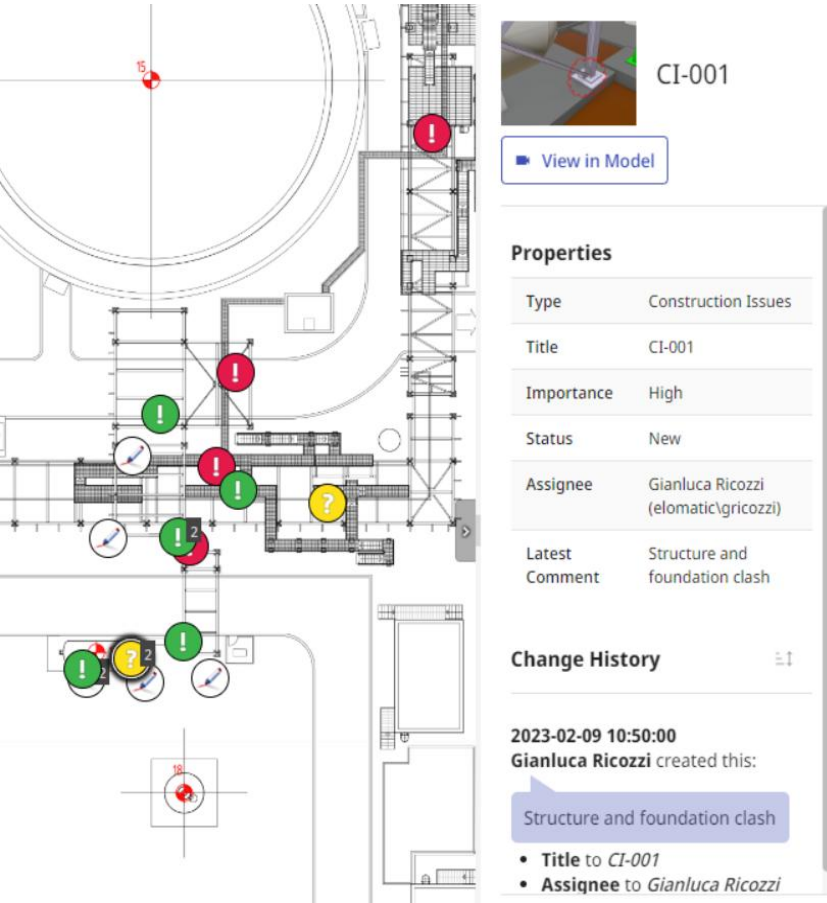 15
!
!
!
!
!
?
!
2
!
?
2
!
2
18
CI-001
View in Model
Properties
Type Construction Issues
Title CI-001
Importance High
Status New
Assignee Gianluca Ricozzi
(elomatic\gricozzi)
Latest Structure and
Comment foundation clash
Change History
2023-02-09 10:50:00
Gianluca Ricozzi created this:
Structure and foundation clash
• Title to CI-001
• Assignee to Gianluca Ricozzi